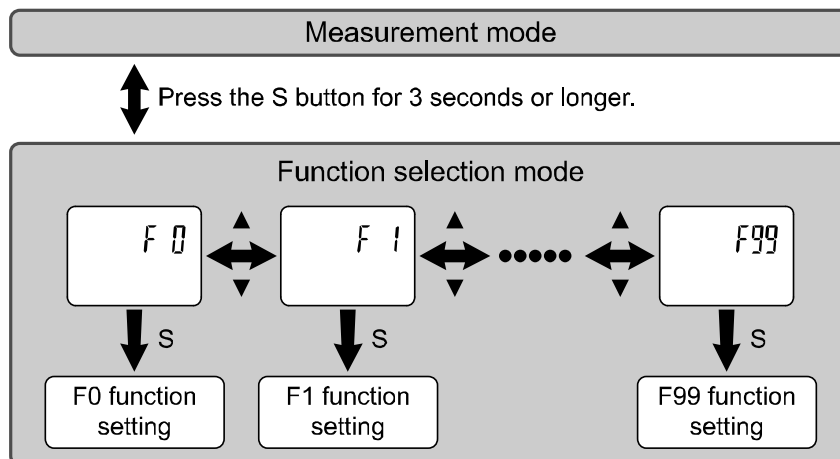 Measurement mode
Press the S button for 3 seconds or longer.
Function selection mode
▲ ▲ ▲
F 0 F 1 ••••• F99
▼ ▼ ▼
S S S
F0 function
setting
F1 function
setting
F99 function
setting